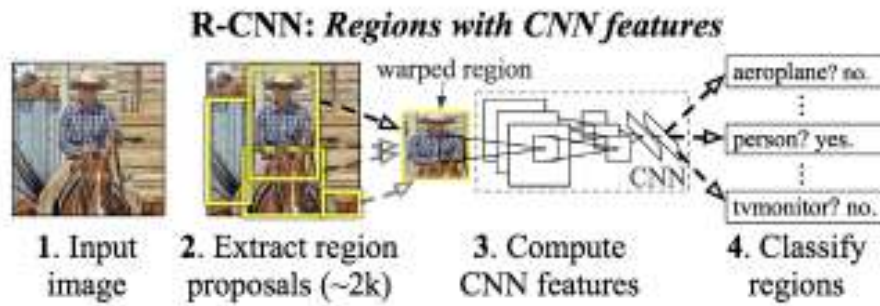 R-CNN: Regions with CNN features
warped region
aeroplane? no.
person? yes.
CNN
tvmonitor? no.
1. Input image
2. Extract region proposals (~2k)
3. Compute CNN features
4. Classify regions